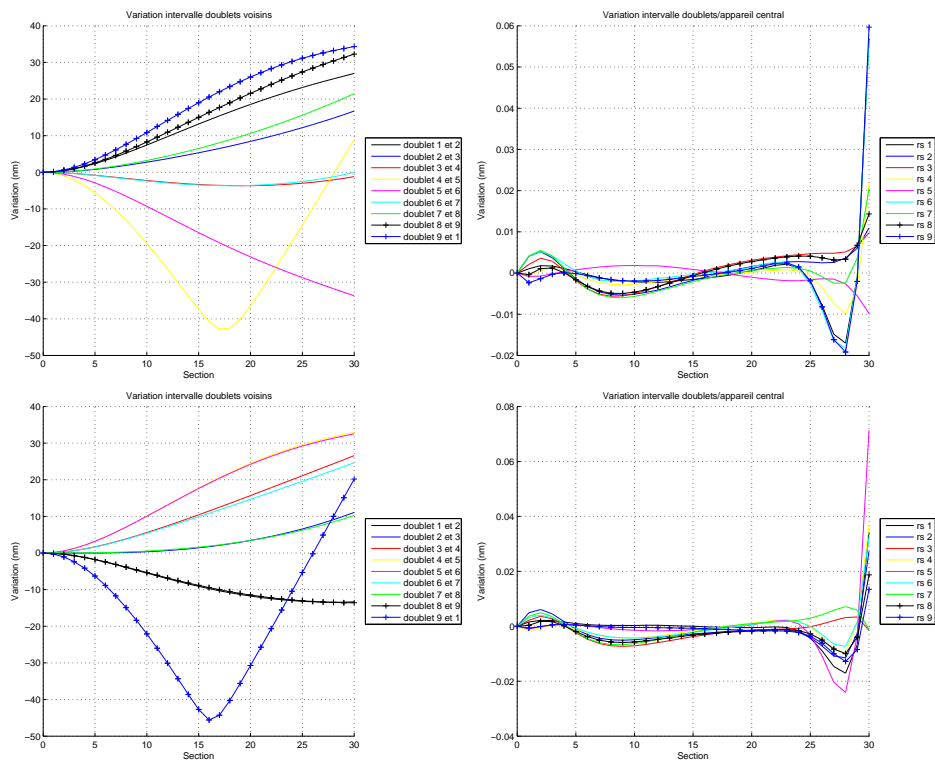 Variation intervalle doublets voisins
40
30
20
10
0
−10
−20
−30
−40
−50
0
5
10
15
20
25
30
Section
Variation (nm)
doublet 1 et 2
doublet 2 et 3
doublet 3 et 4
doublet 4 et 5
doublet 5 et 6
doublet 6 et 7
doublet 7 et 8
doublet 8 et 9
doublet 9 et 1
Variation intervalle doublets/appareil central
0.06
0.05
0.04
0.03
0.02
0.01
0
−0.01
−0.02
0
5
10
15
20
25
30
Section
Variation (nm)
rs 1
rs 2
rs 3
rs 4
rs 5
rs 6
rs 7
rs 8
rs 9
Variation intervalle doublets voisins
40
30
20
10
0
−10
−20
−30
−40
−50
0
5
10
15
20
25
30
Section
Variation (nm)
doublet 1 et 2
doublet 2 et 3
doublet 3 et 4
doublet 4 et 5
doublet 5 et 6
doublet 6 et 7
doublet 7 et 8
doublet 8 et 9
doublet 9 et 1
Variation intervalle doublets/appareil central
0.08
0.06
0.04
0.02
0
−0.02
−0.04
0
5
10
15
20
25
30
Section
Variation (nm)
rs 1
rs 2
rs 3
rs 4
rs 5
rs 6
rs 7
rs 8
rs 9